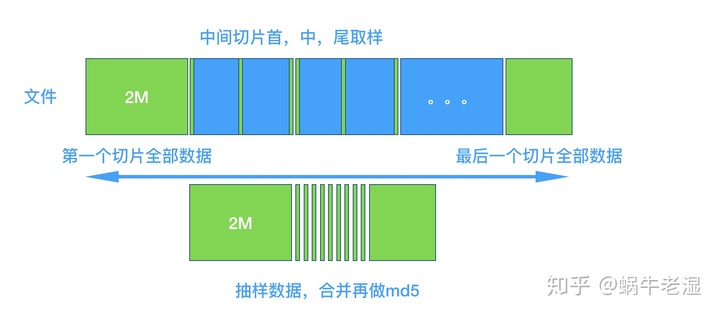 中间切片首，中，尾取样
文件
2M
。。。
第一个切片全部数据
最后一个切片全部数据
2M
抽样数据，合并再做md5
知乎 @蜗牛老湿